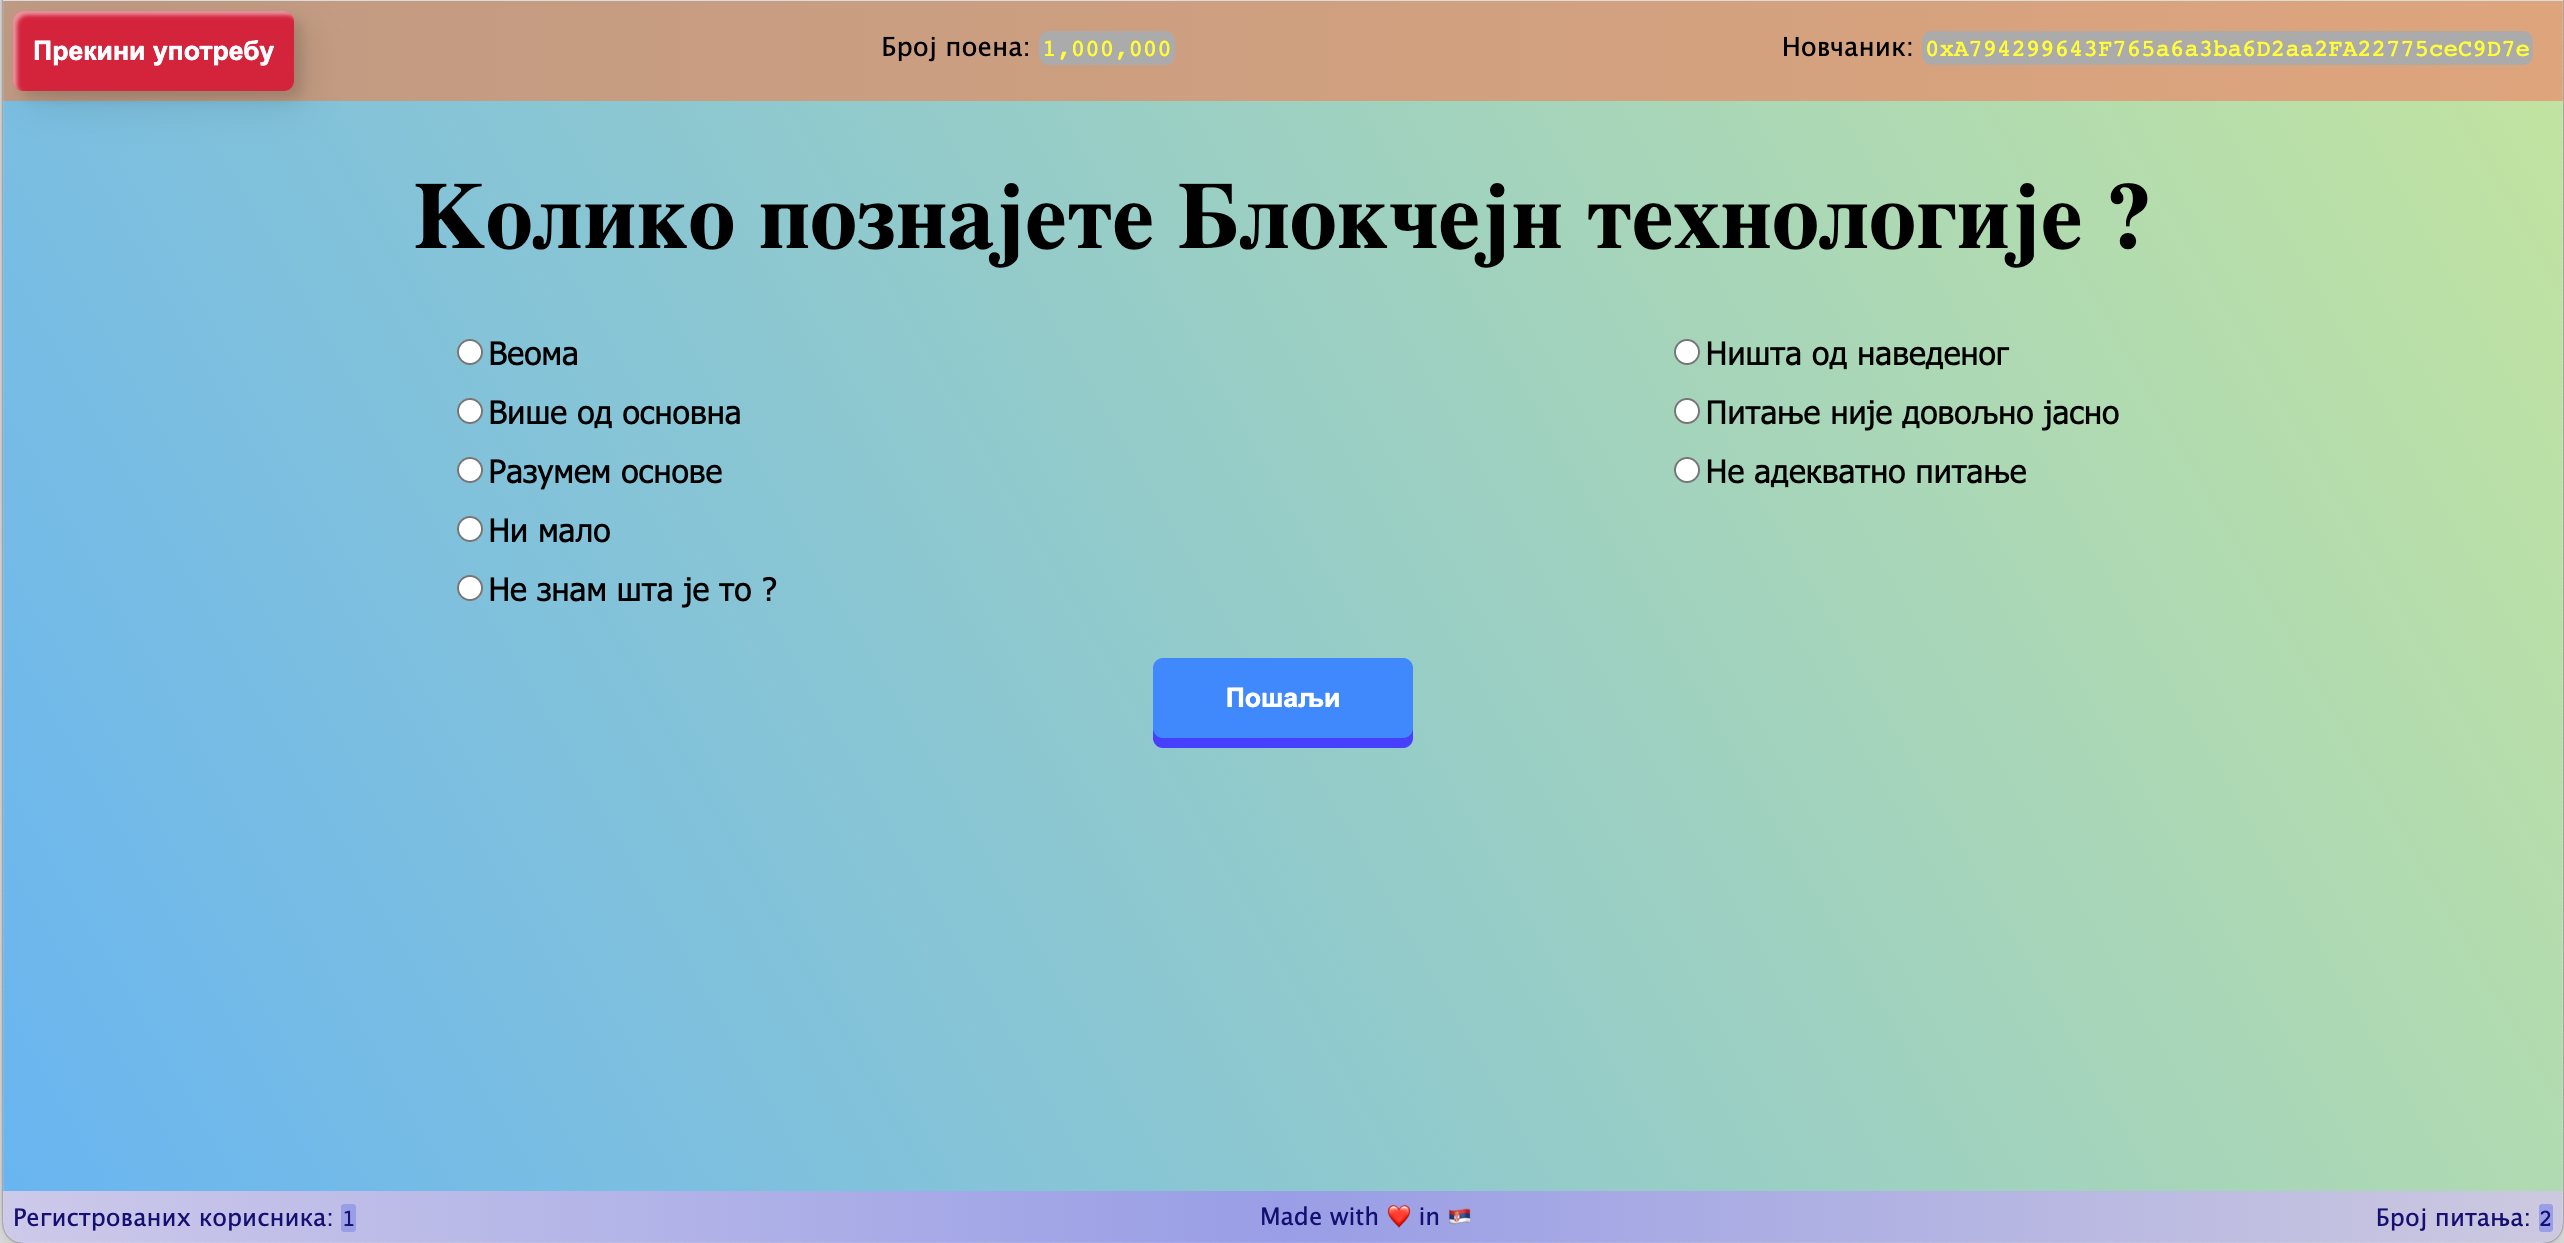 Прекини употребу
Број поена: 1,000,000
Новчаник: 0xA794299643F765a6a3ba6D2aa2FA22775ceC9D7e
Колико познајете Блокчејн технологије ?
Веома
Више од основна
Разумем основе
Ни мало
Не знам шта је то ?
Ништа од наведеног
Питање није довољно јасно
Не адекватно питање
Пошаљи
Регистрованих корисника: 1
Made with ❤️ in 🇷🇸
Број питања: 2